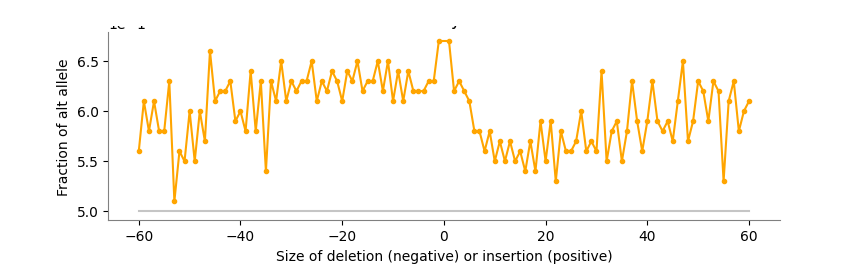 6.5
6.0
5.5
5.0
Fraction of alt allele
−60 −40 −20 0 20 40 60
Size of deletion (negative) or insertion (positive)